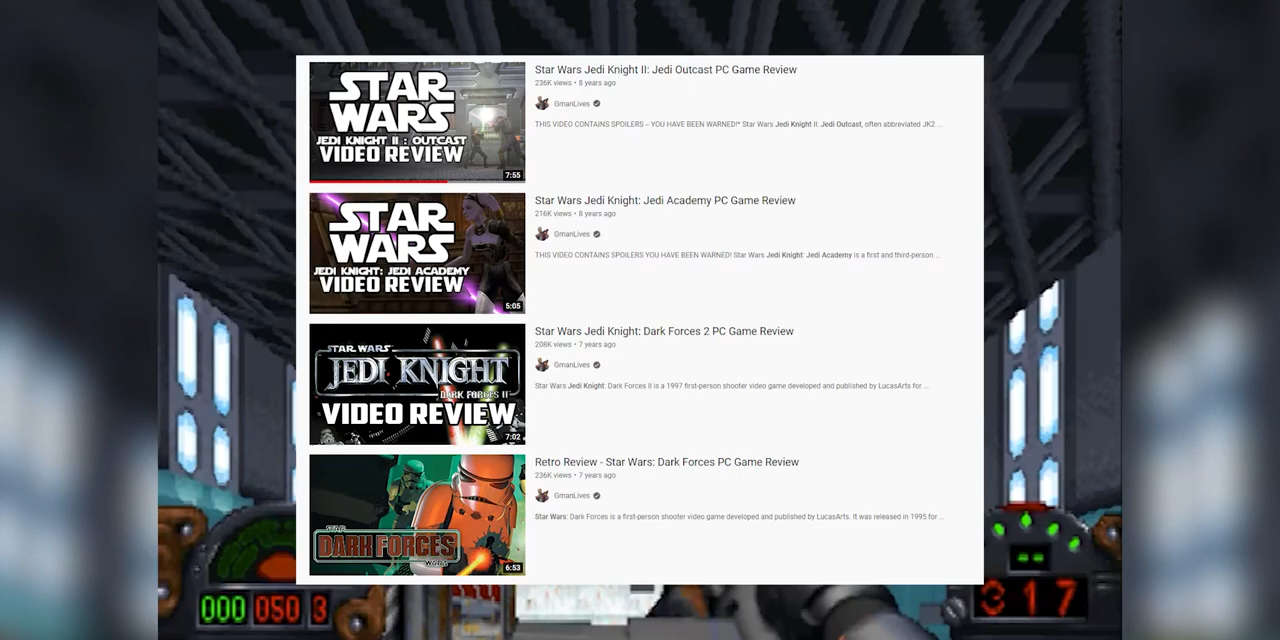 STAR
WARS
JEDI KNIGHT II : OUTCAST
VIDEO REVIEW
7:55
Star Wars Jedi Knight II: Jedi Outcast PC Game Review
236K views • 8 years ago
GmanLives
THIS VIDEO CONTAINS SPOILERS – YOU HAVE BEEN WARNED!* Star Wars Jedi Knight II: Jedi Outcast, often abbreviated JK2 ...
STAR
WARS
JEDI KNIGHT: JEDI ACADEMY
VIDEO REVIEW
5:05
Star Wars Jedi Knight: Jedi Academy PC Game Review
216K views • 8 years ago
GmanLives
THIS VIDEO CONTAINS SPOILERS YOU HAVE BEEN WARNED! Star Wars Jedi Knight: Jedi Academy is a first and third-person ...
STAR WARS
JEDI KNIGHT
DARK FORCES II
VIDEO REVIEW
7:02
Star Wars Jedi Knight: Dark Forces 2 PC Game Review
208K views • 7 years ago
GmanLives
Star Wars Jedi Knight: Dark Forces II is a 1997 first-person shooter video game developed and published by LucasArts for ...
STAR
DARK FORCES
WARS
6:53
Retro Review - Star Wars: Dark Forces PC Game Review
236K views • 7 years ago
GmanLives
Star Wars: Dark Forces is a first-person shooter video game developed and published by LucasArts. It was released in 1995 for ...
000 050 3
317